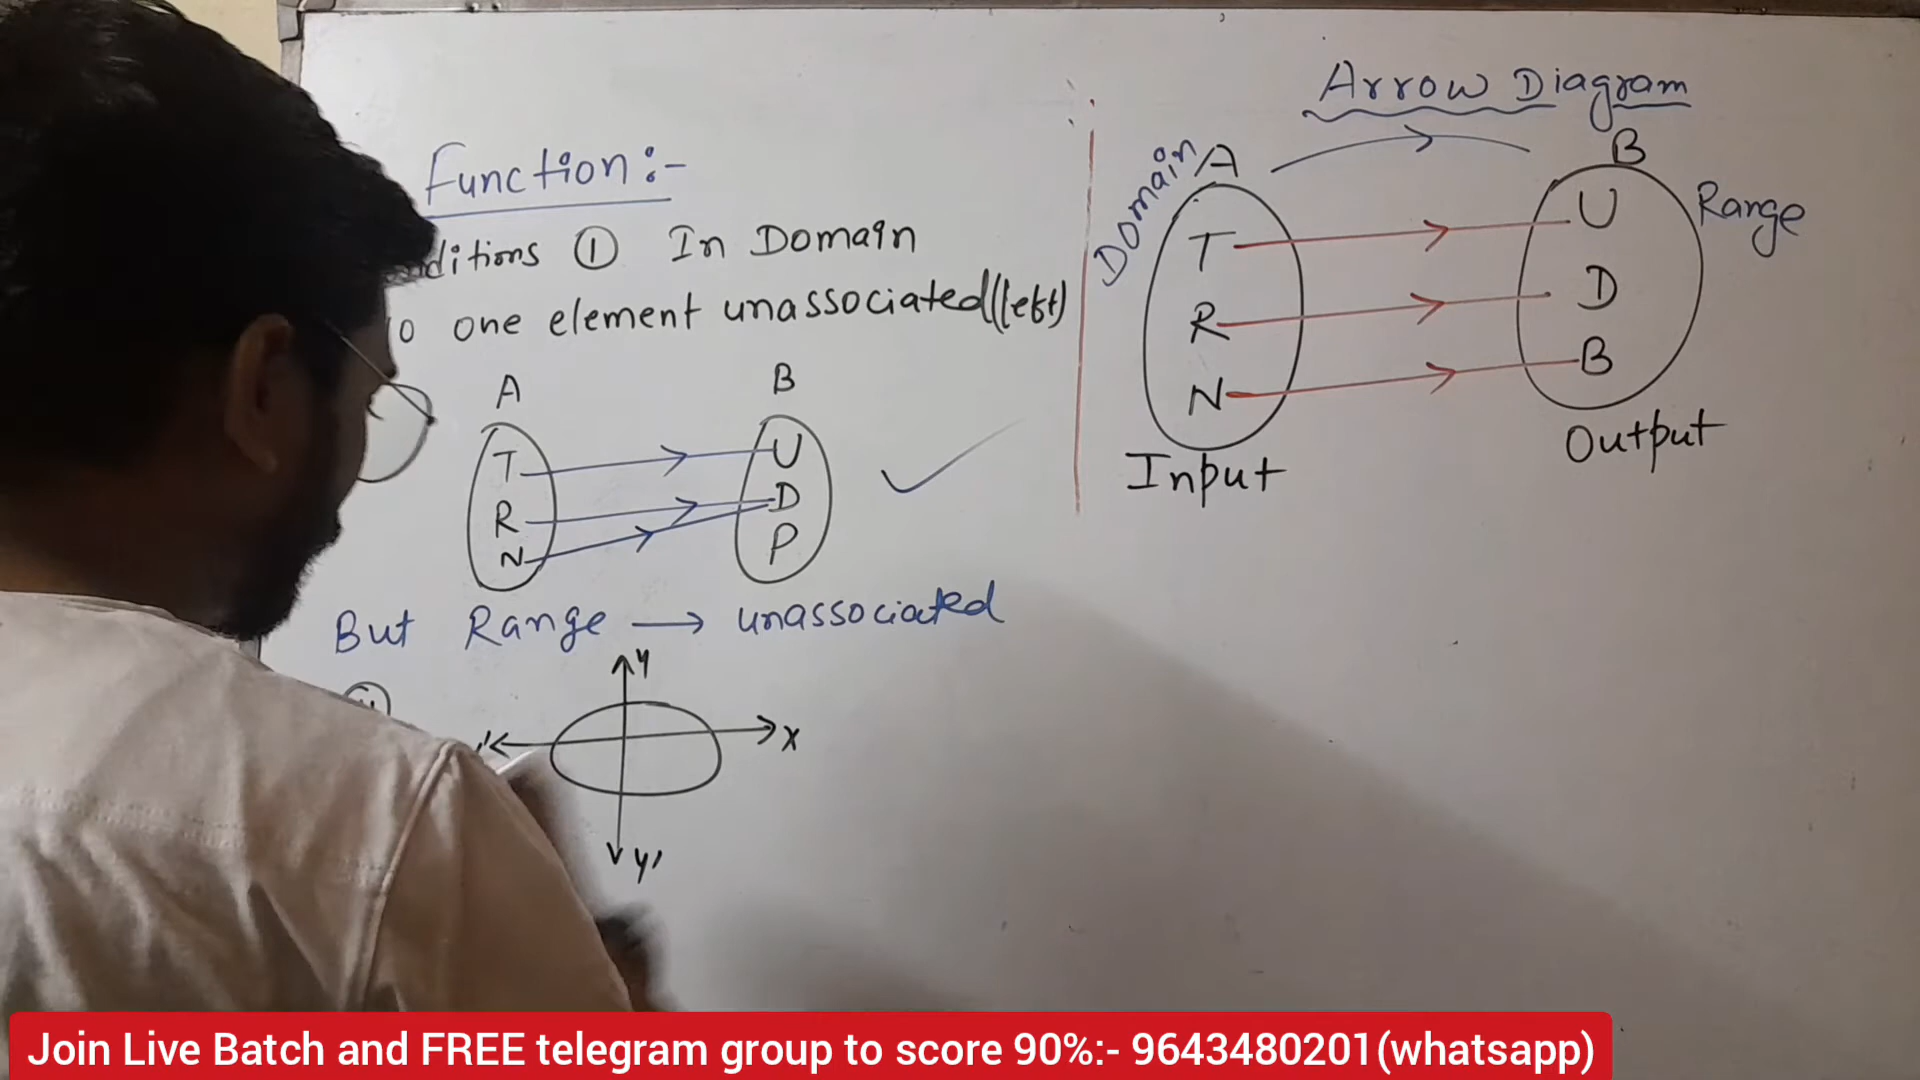 Function:-
ditions ① In Domain
o one element unassociated(left)
A B
T U
R D
N P
But Range → unassociated
Y
X
Y'
Arrow Diagram
A B
Domain
Range
T U
R D
N B
Input Output
Join Live Batch and FREE telegram group to score 90%:- 9643480201(whatsapp)